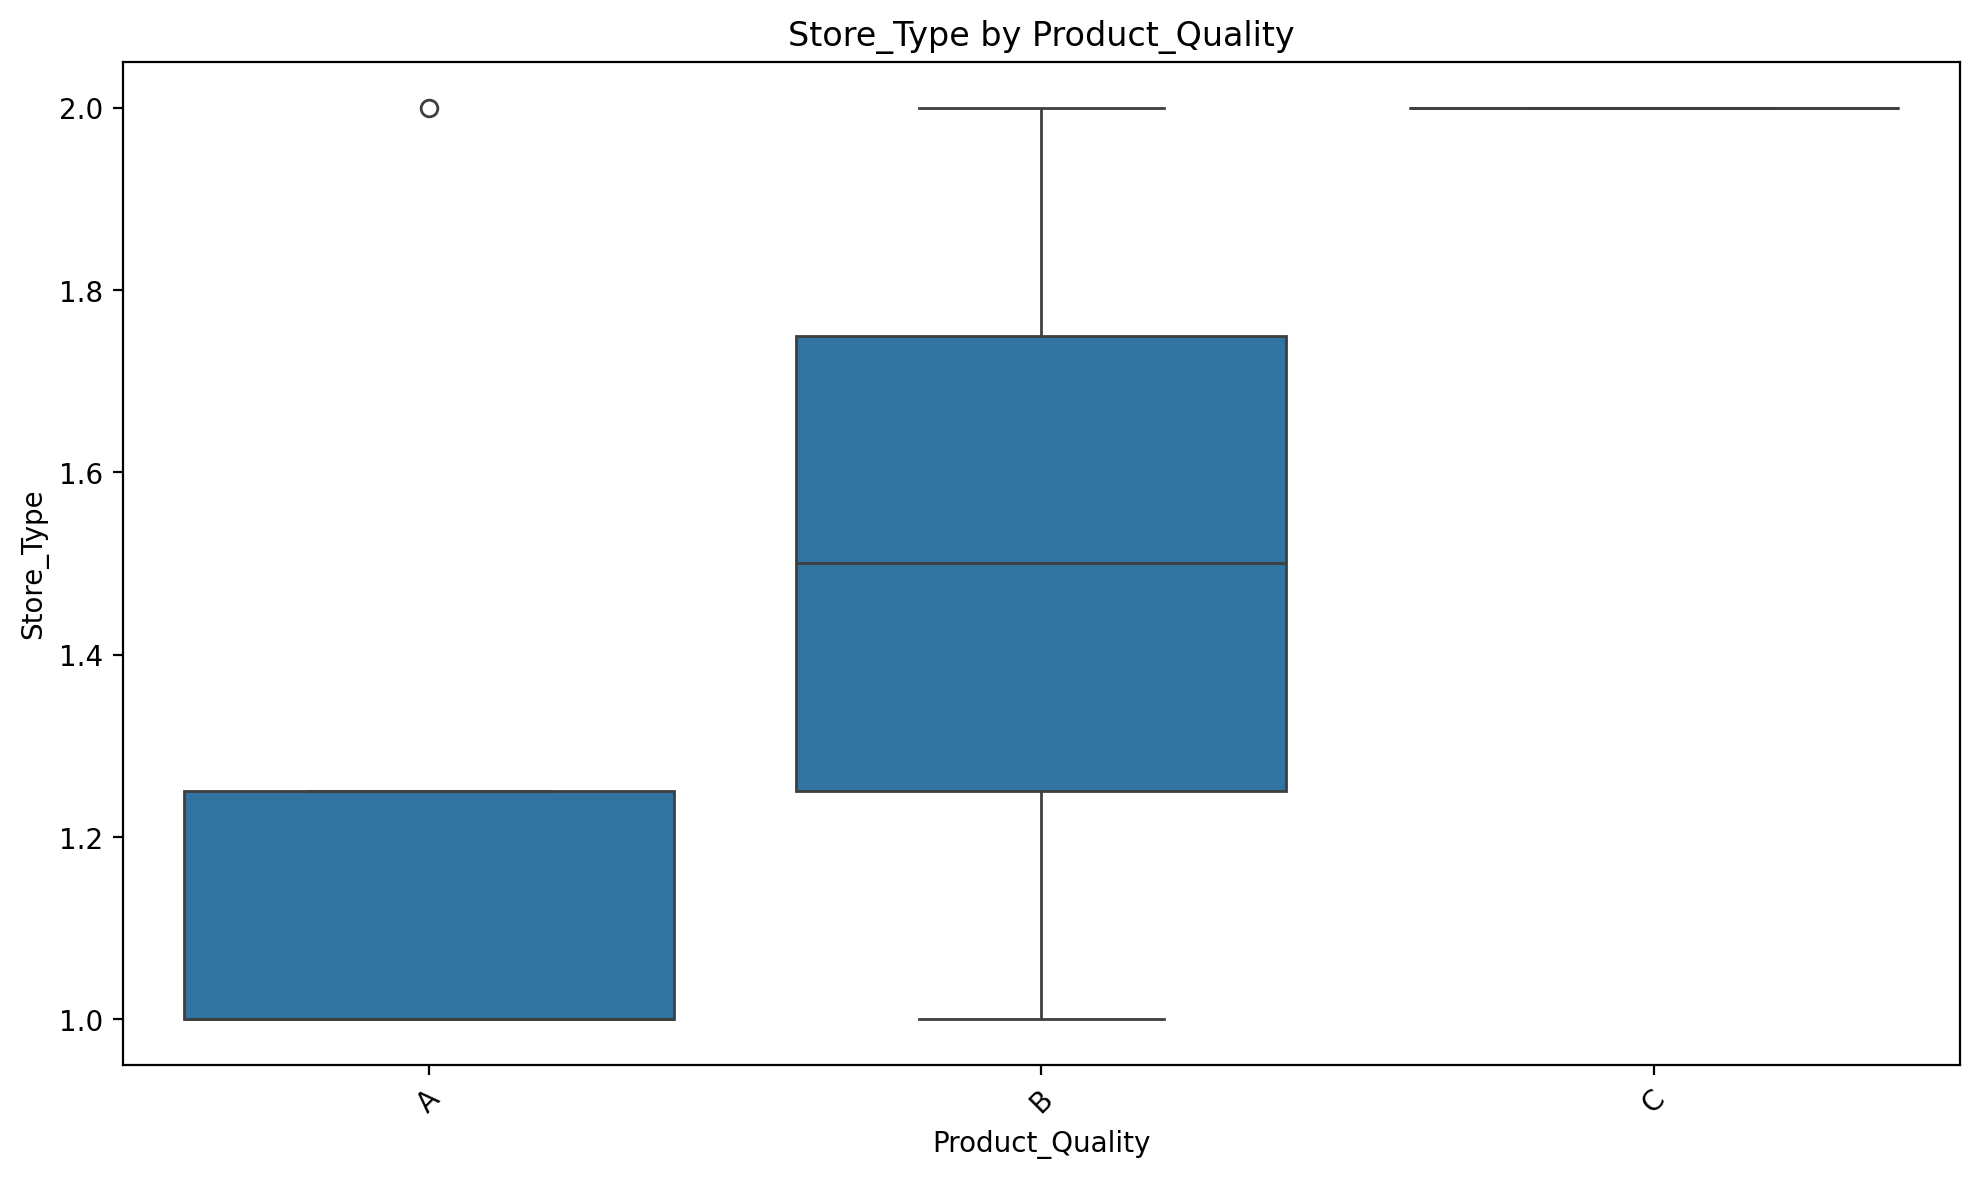 Store_Type by Product_Quality
2.0
1.8
1.6
1.4
1.2
1.0
Store_Type
A
B
C
Product_Quality